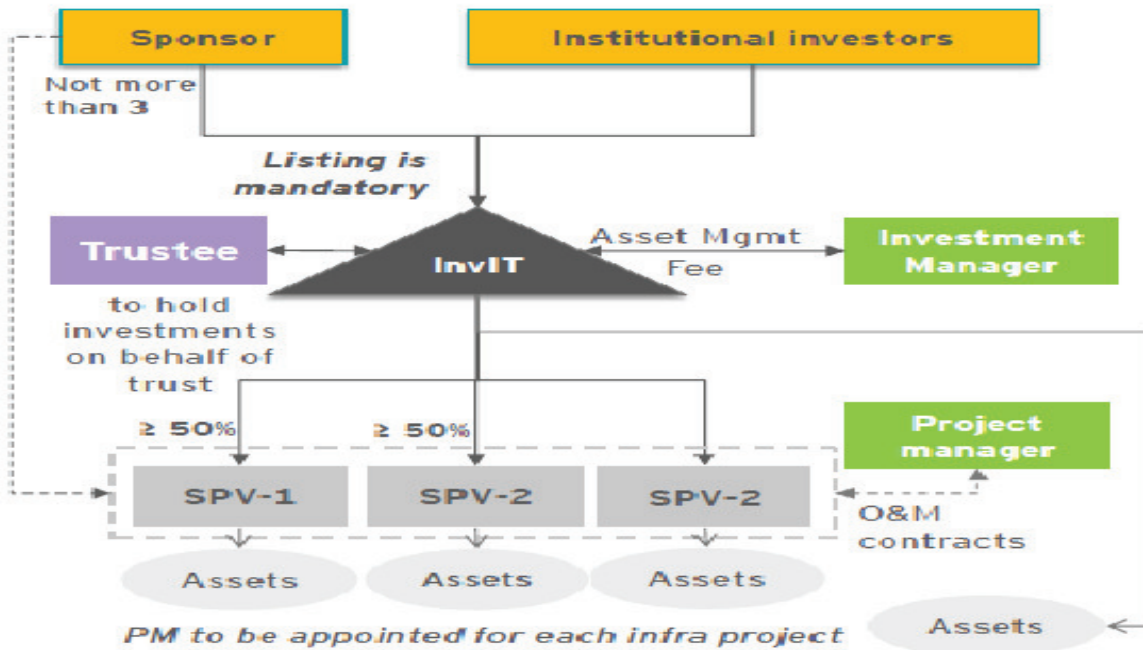 Sponsor
Institutional investors
Not more
than 3
Listing is
mandatory
Trustee
InvIT
Asset Mgmt
Fee
Investment
Manager
to hold
investments
on behalf of
trust
≥ 50%
≥ 50%
Project
manager
SPV-1
SPV-2
SPV-2
O&M
contracts
Assets
Assets
Assets
Assets
PM to be appointed for each infra project